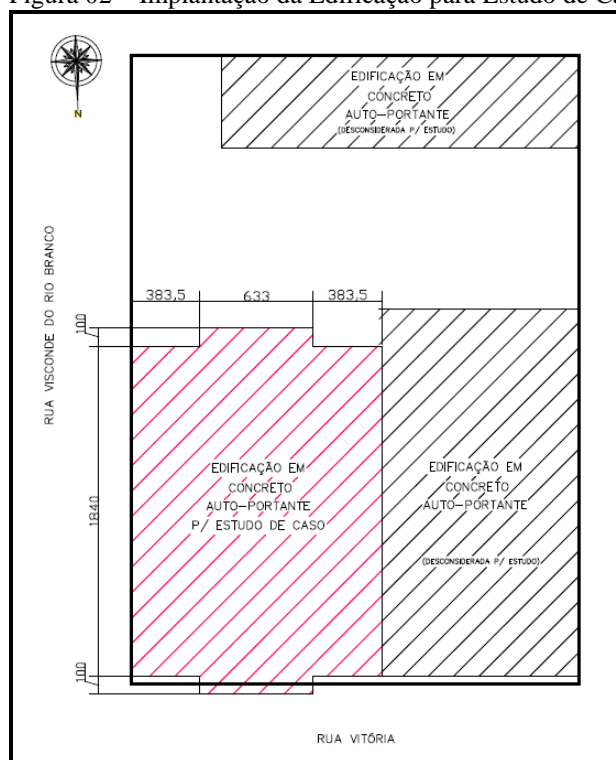 Figura 02 – Implantação da Edificação para Estudo de Ca
EDIFICAÇÃO EM
CONCRETO
AUTO-PORTANTE
(DESCONSIDERADA P/ ESTUDO)
N
RUA VISCONDE DO RIO BRANCO
383,5
633
383,5
100
1840
100
EDIFICAÇÃO EM
CONCRETO
AUTO-PORTANTE
P/ ESTUDO DE CASO
EDIFICAÇÃO EM
CONCRETO
AUTO-PORTANTE
(DESCONSIDERADA P/ ESTUDO)
RUA VITÓRIA